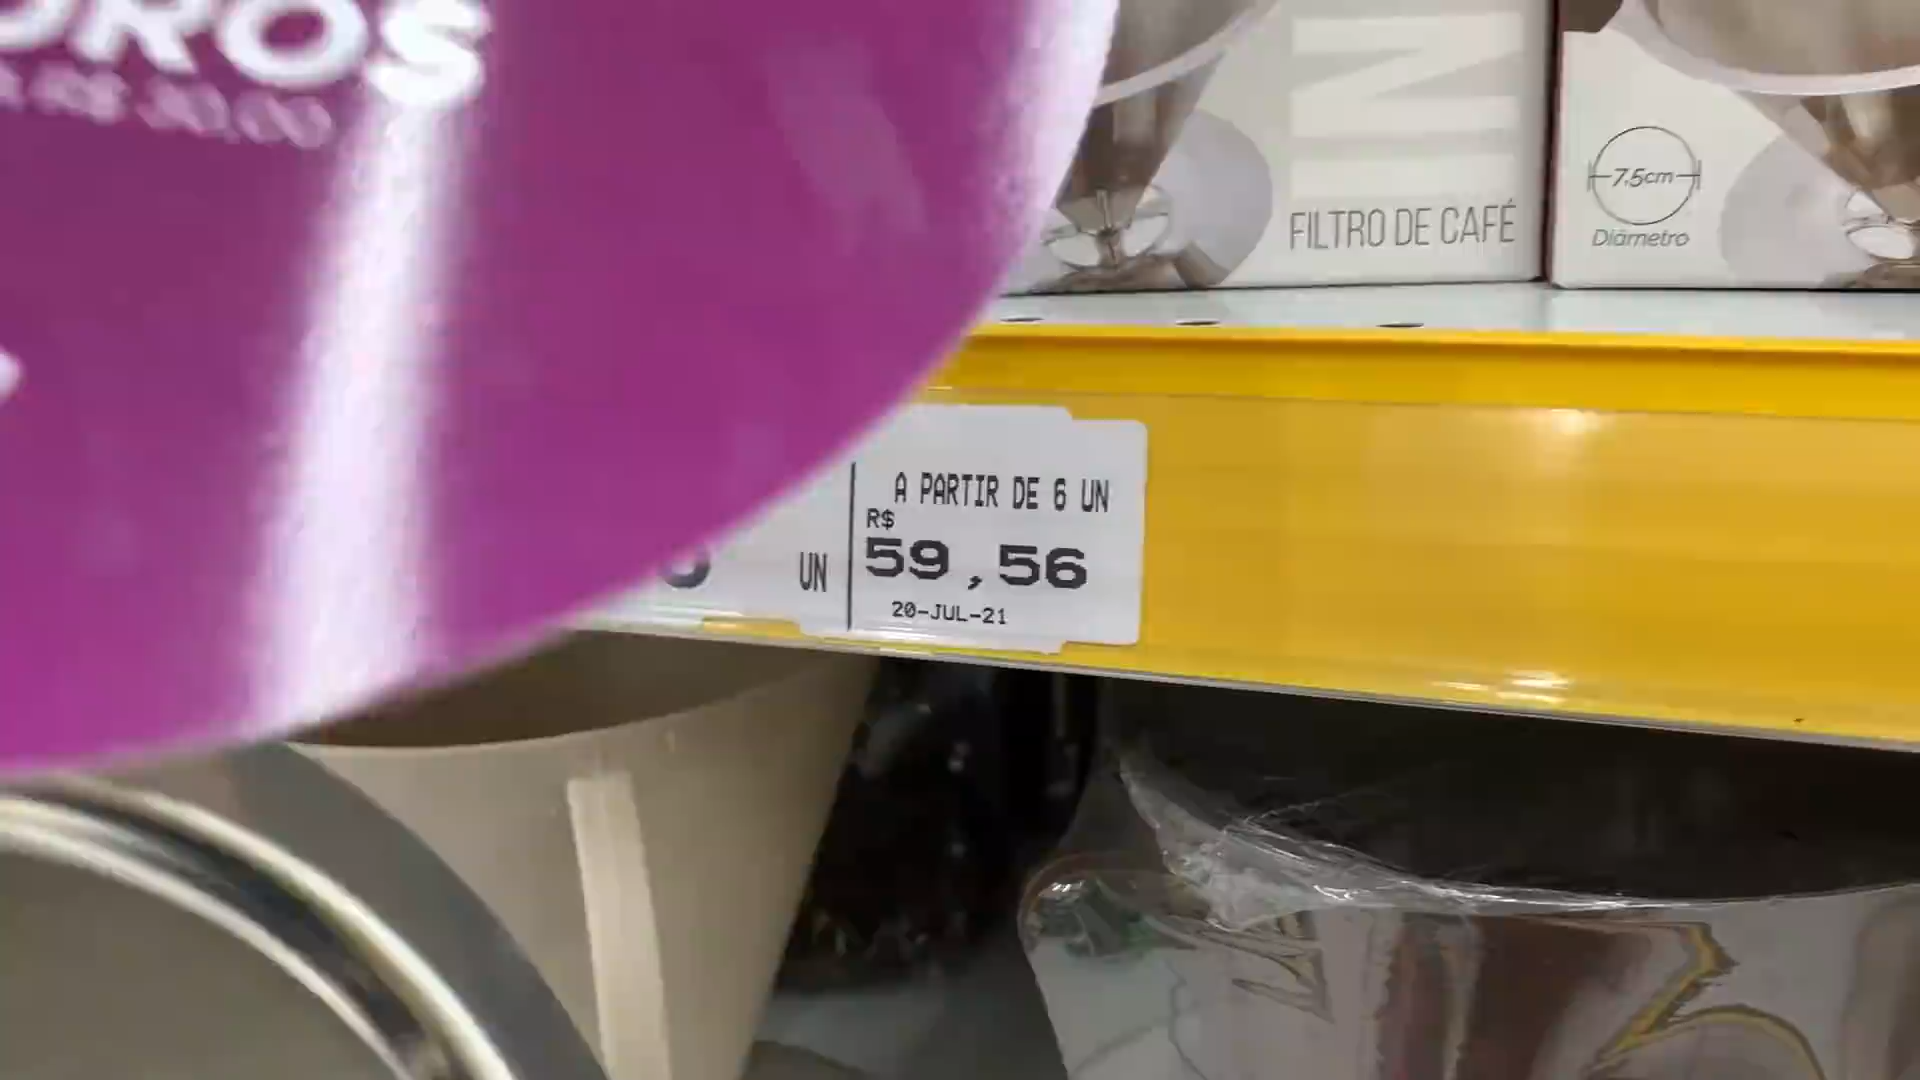 FILTRO DE CAFÉ
7,5cm
Diâmetro
A PARTIR DE 6 UN
R$
59,56
UN
20-JUL-21